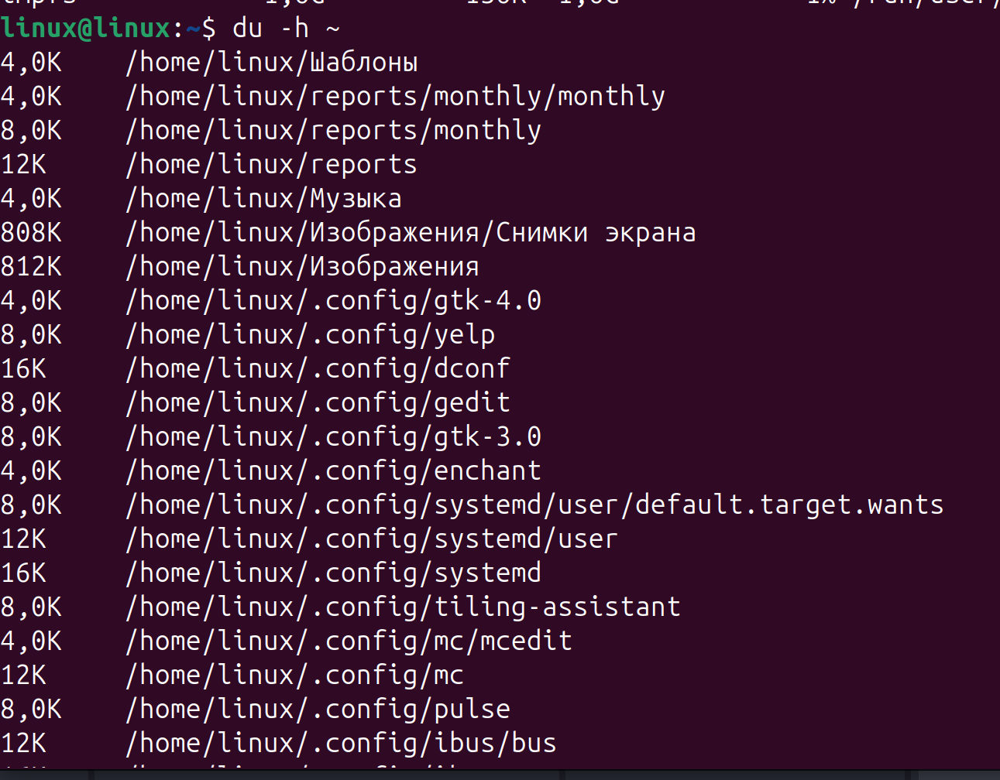 linux@linux:~$ du -h ~
4,0K /home/linux/Шаблоны
4,0K /home/linux/reports/monthly/monthly
8,0K /home/linux/reports/monthly
12K /home/linux/reports
4,0K /home/linux/Музыка
808K /home/linux/Изображения/Снимки экрана
812K /home/linux/Изображения
4,0K /home/linux/.config/gtk-4.0
8,0K /home/linux/.config/yelp
16K /home/linux/.config/dconf
8,0K /home/linux/.config/gedit
8,0K /home/linux/.config/gtk-3.0
4,0K /home/linux/.config/enchant
8,0K /home/linux/.config/systemd/user/default.target.wants
12K /home/linux/.config/systemd/user
16K /home/linux/.config/systemd
8,0K /home/linux/.config/tiling-assistant
4,0K /home/linux/.config/mc/mcedit
12K /home/linux/.config/mc
8,0K /home/linux/.config/pulse
12K /home/linux/.config/ibus/bus